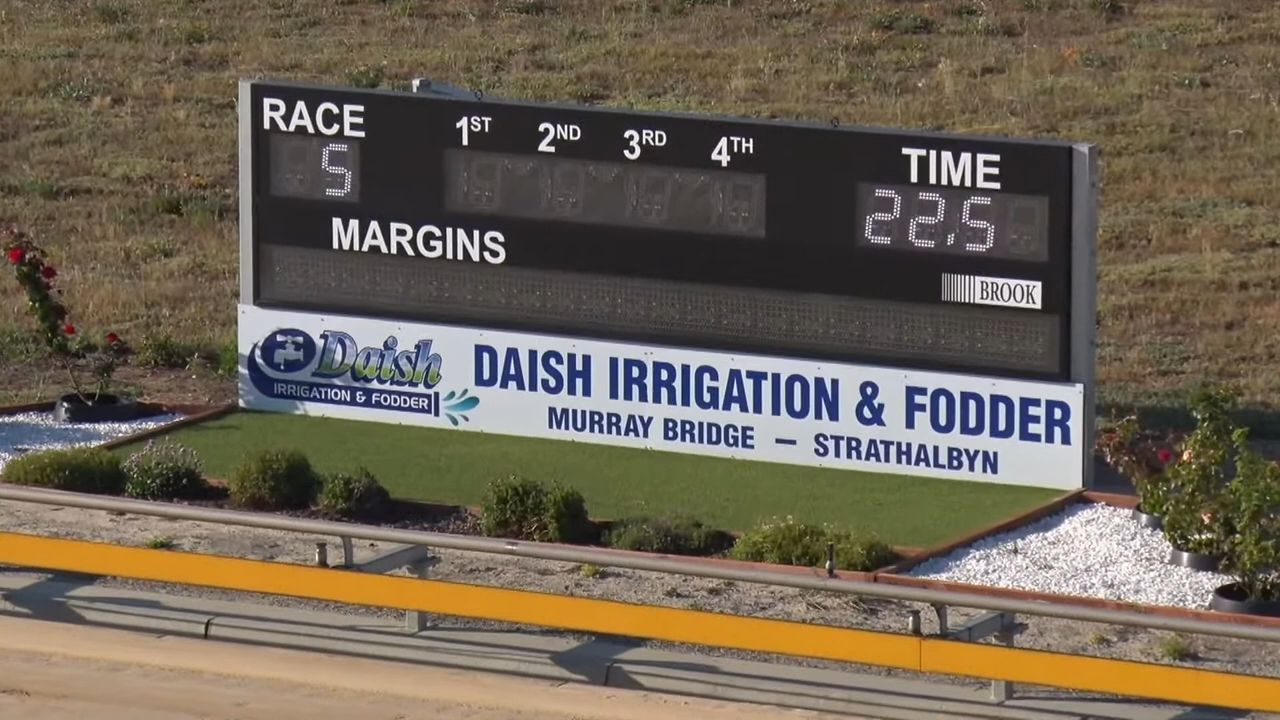 RACE 1ST 2ND 3RD 4TH TIME
5 22.5
MARGINS
BROOK
Daish
IRRIGATION & FODDER
DAISH IRRIGATION & FODDER
MURRAY BRIDGE – STRATHALBYN